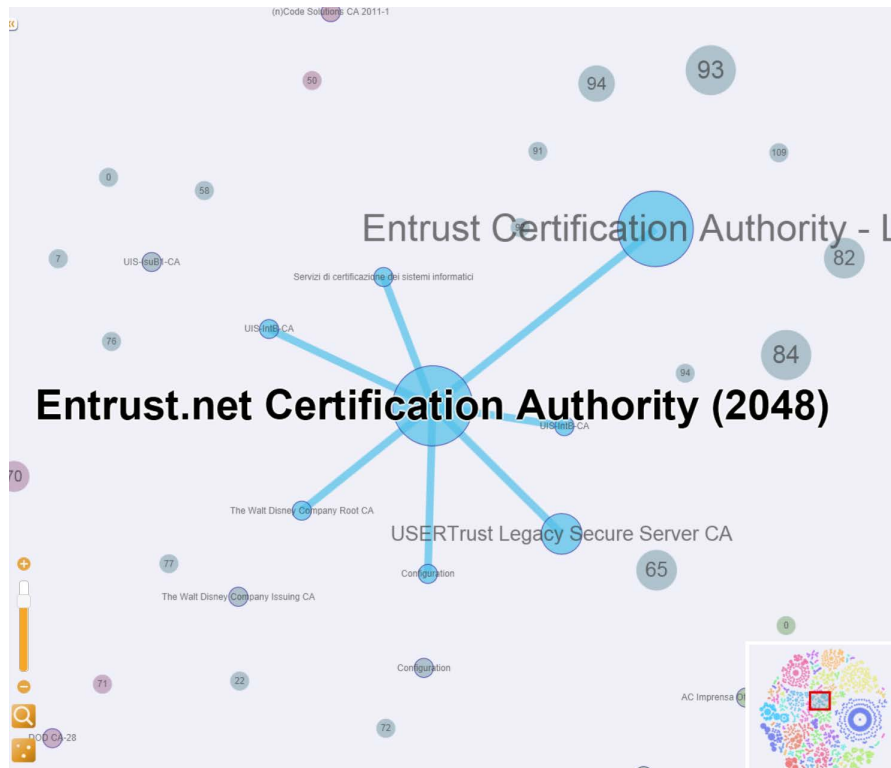 (n)Code Solutions CA 2011-1
50
94
93
91
109
0
58
Entrust Certification Authority - L
7
UIS-IsuB1-CA
82
Servizi di certificazione dei sistemi informatici
UIS-IntB-CA
76
84
94
Entrust.net Certification Authority (2048)
UIS-IntB-CA
70
The Walt Disney Company Root CA
USERTrust Legacy Secure Server CA
77
Configuration
65
The Walt Disney Company Issuing CA
0
Configuration
71
22
AC Imprensa Of
72
DOD CA-28